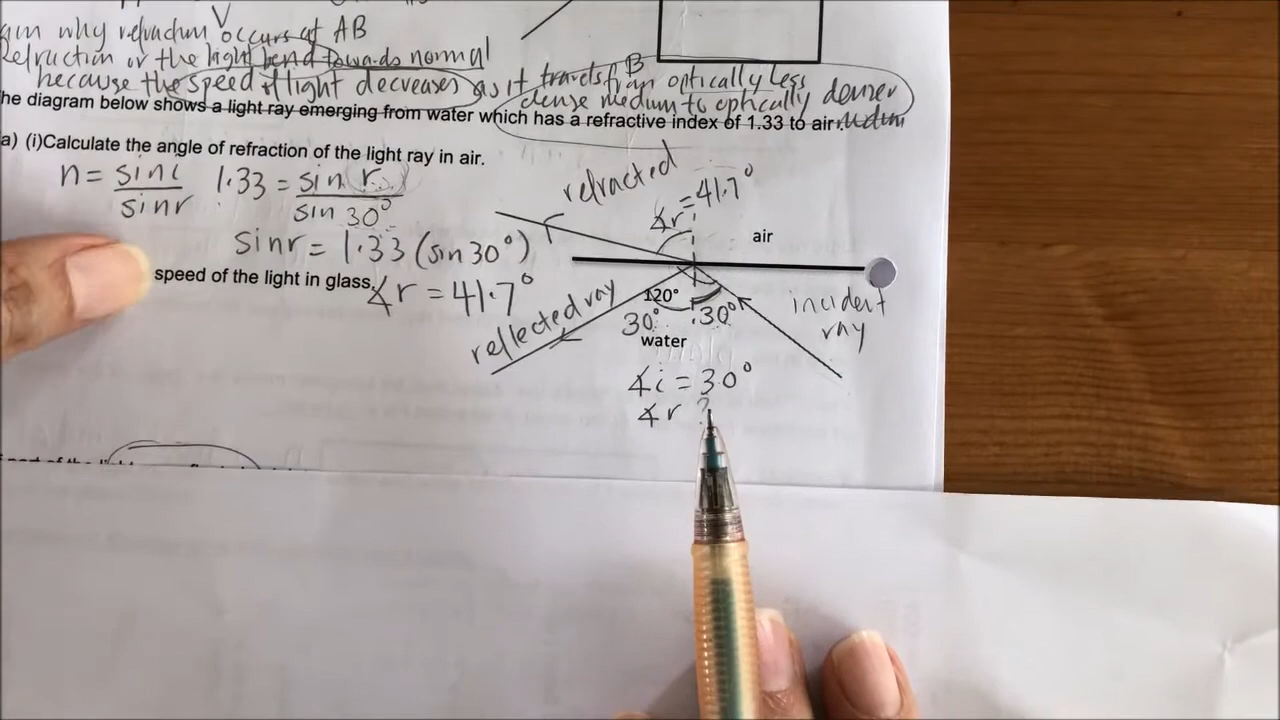 why refraction occurs at AB
Refraction or the light bend towards normal
because the speed of light decreases as it travels from an optically less
dense medium to optically denser
medium
B
he diagram below shows a light ray emerging from water which has a refractive index of 1.33 to air.
a) (i)Calculate the angle of refraction of the light ray in air.
n = sin i / sin r 1.33 = sin r / sin 30°
sin r = 1.33 (sin 30°)
speed of the light in glass.
∡r = 41.7°
refracted
∡r = 41.7°
air
120°
30° 30°
reflected ray
incident
ray
water
∡i = 30°
∡r ?